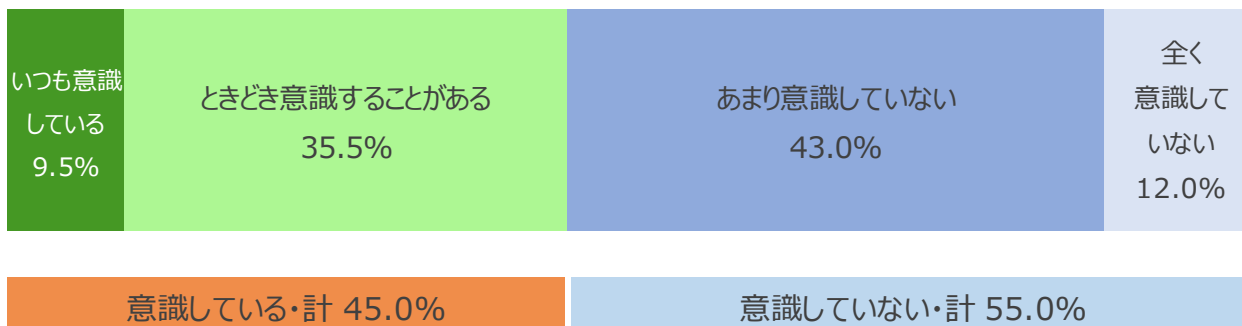 いつも意識
している
9.5%
ときどき意識することがある
35.5%
あまり意識していない
43.0%
全く
意識して
いない
12.0%
意識している・計 45.0%
意識していない・計 55.0%